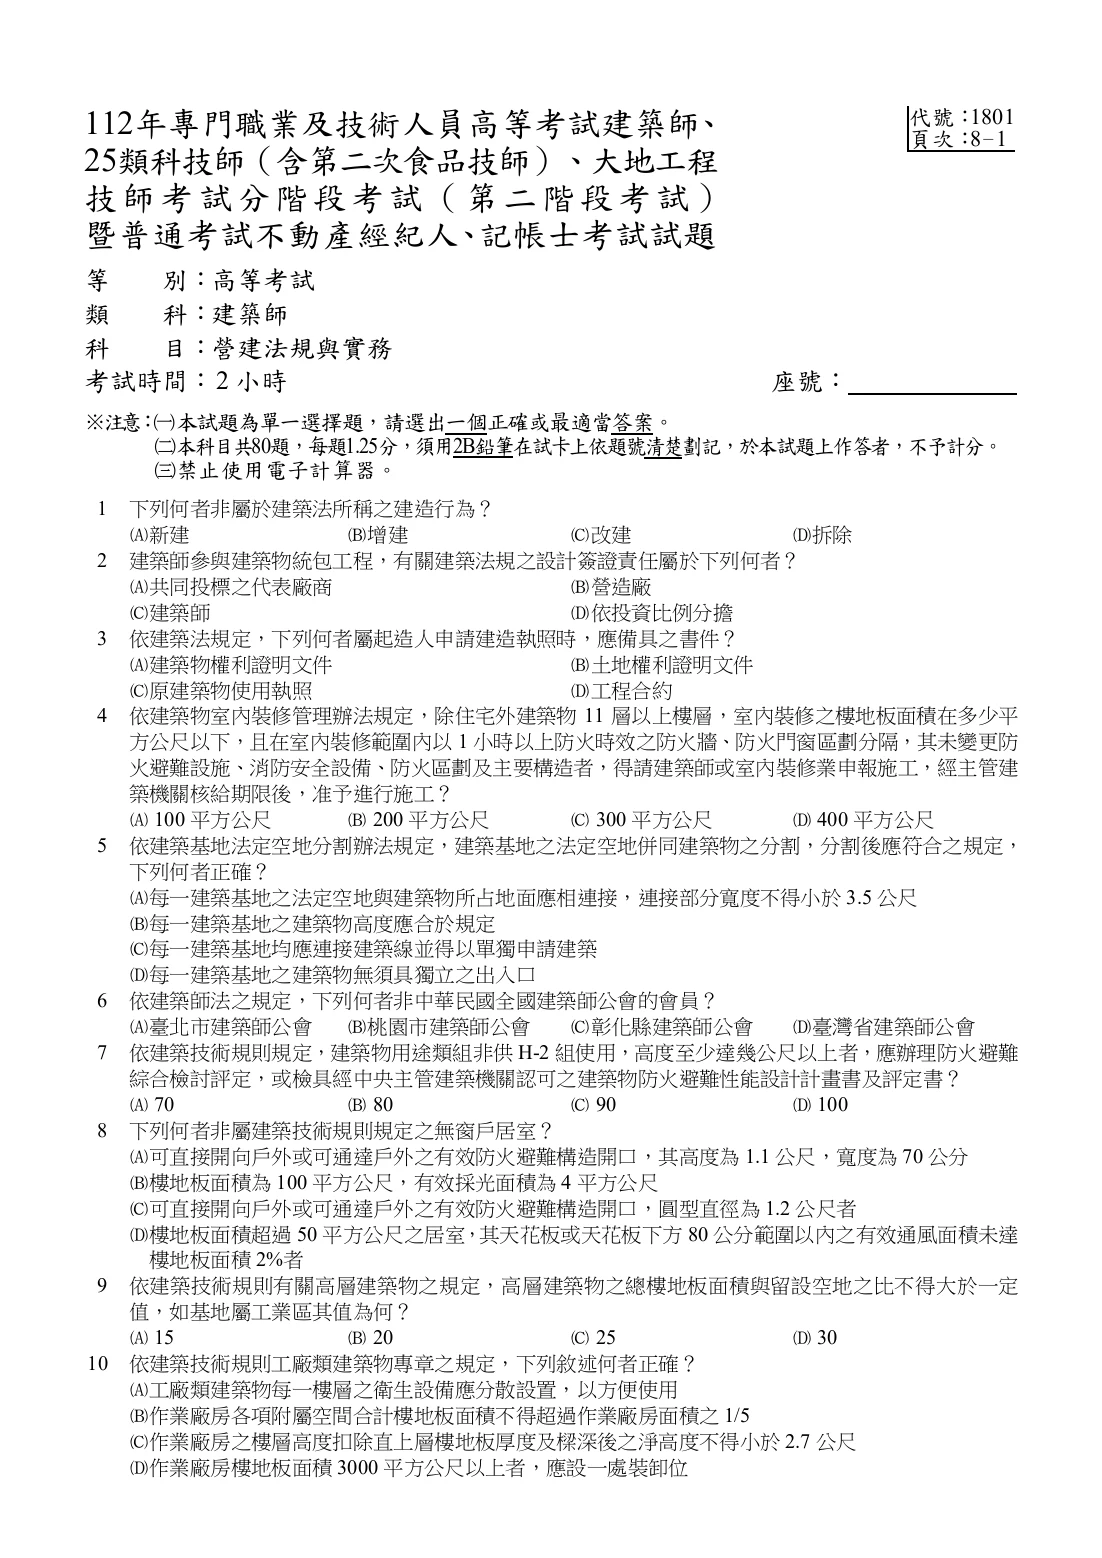 112年專門職業及技術人員高等考試建築師、
25類科技師（含第二次食品技師）、大地工程
技師考試分階段考試（第二階段考試）
暨普通考試不動產經紀人、記帳士考試試題
代號：1801
頁次：8－1
等　　別：高等考試
類　　科：建築師
科　　目：營建法規與實務
考試時間：2 小時　　座號：
※注意：㈠本試題為單一選擇題，請選出一個正確或最適當答案。
㈡本科目共80題，每題1.25分，須用2B鉛筆在試卡上依題號清楚劃記，於本試題上作答者，不予計分。
㈢禁止使用電子計算器。
1　下列何者非屬於建築法所稱之建造行為？
(A)新建　(B)增建　(C)改建　(D)拆除
2　建築師參與建築物統包工程，有關建築法規之設計簽證責任屬於下列何者？
(A)共同投標之代表廠商　(B)營造廠
(C)建築師　(D)依投資比例分擔
3　依建築法規定，下列何者屬起造人申請建造執照時，應備具之書件？
(A)建築物權利證明文件　(B)土地權利證明文件
(C)原建築物使用執照　(D)工程合約
4　依建築物室內裝修管理辦法規定，除住宅外建築物 11 層以上樓層，室內裝修之樓地板面積在多少平
方公尺以下，且在室內裝修範圍內以 1 小時以上防火時效之防火牆、防火門窗區劃分隔，其未變更防
火避難設施、消防安全設備、防火區劃及主要構造者，得請建築師或室內裝修業申報施工，經主管建
築機關核給期限後，准予進行施工？
(A) 100 平方公尺　(B) 200 平方公尺　(C) 300 平方公尺　(D) 400 平方公尺
5　依建築基地法定空地分割辦法規定，建築基地之法定空地併同建築物之分割，分割後應符合之規定，
下列何者正確？
(A)每一建築基地之法定空地與建築物所占地面應相連接，連接部分寬度不得小於 3.5 公尺
(B)每一建築基地之建築物高度應合於規定
(C)每一建築基地均應連接建築線並得以單獨申請建築
(D)每一建築基地之建築物無須具獨立之出入口
6　依建築師法之規定，下列何者非中華民國全國建築師公會的會員？
(A)臺北市建築師公會　(B)桃園市建築師公會　(C)彰化縣建築師公會　(D)臺灣省建築師公會
7　依建築技術規則規定，建築物用途類組非供 H-2 組使用，高度至少達幾公尺以上者，應辦理防火避難
綜合檢討評定，或檢具經中央主管建築機關認可之建築物防火避難性能設計計畫書及評定書？
(A) 70　(B) 80　(C) 90　(D) 100
8　下列何者非屬建築技術規則規定之無窗戶居室？
(A)可直接開向戶外或可通達戶外之有效防火避難構造開口，其高度為 1.1 公尺，寬度為 70 公分
(B)樓地板面積為 100 平方公尺，有效採光面積為 4 平方公尺
(C)可直接開向戶外或可通達戶外之有效防火避難構造開口，圓型直徑為 1.2 公尺者
(D)樓地板面積超過 50 平方公尺之居室，其天花板或天花板下方 80 公分範圍以內之有效通風面積未達
樓地板面積 2%者
9　依建築技術規則有關高層建築物之規定，高層建築物之總樓地板面積與留設空地之比不得大於一定
值，如基地屬工業區其值為何？
(A) 15　(B) 20　(C) 25　(D) 30
10　依建築技術規則工廠類建築物專章之規定，下列敘述何者正確？
(A)工廠類建築物每一樓層之衛生設備應分散設置，以方便使用
(B)作業廠房各項附屬空間合計樓地板面積不得超過作業廠房面積之 1/5
(C)作業廠房之樓層高度扣除直上層樓地板厚度及樑深後之淨高度不得小於 2.7 公尺
(D)作業廠房樓地板面積 3000 平方公尺以上者，應設一處裝卸位